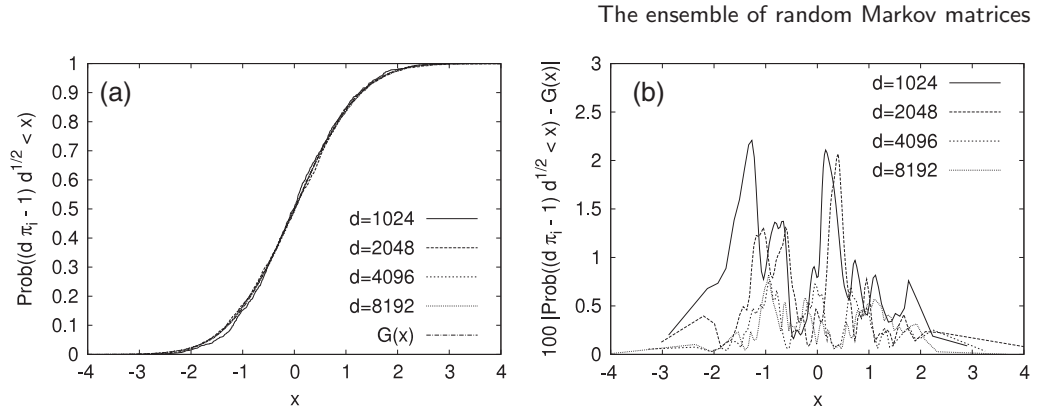 The ensemble of random Markov matrices
(a)
Prob((d π_i - 1) d^{1/2} < x)
1
0.9
0.8
0.7
0.6
0.5
0.4
0.3
0.2
0.1
0
-4 -3 -2 -1 0 1 2 3 4
x
d=1024
d=2048
d=4096
d=8192
G(x)
(b)
100 |Prob((d π_i - 1) d^{1/2} < x) - G(x)|
3
2.5
2
1.5
1
0.5
0
-4 -3 -2 -1 0 1 2 3 4
x
d=1024
d=2048
d=4096
d=8192